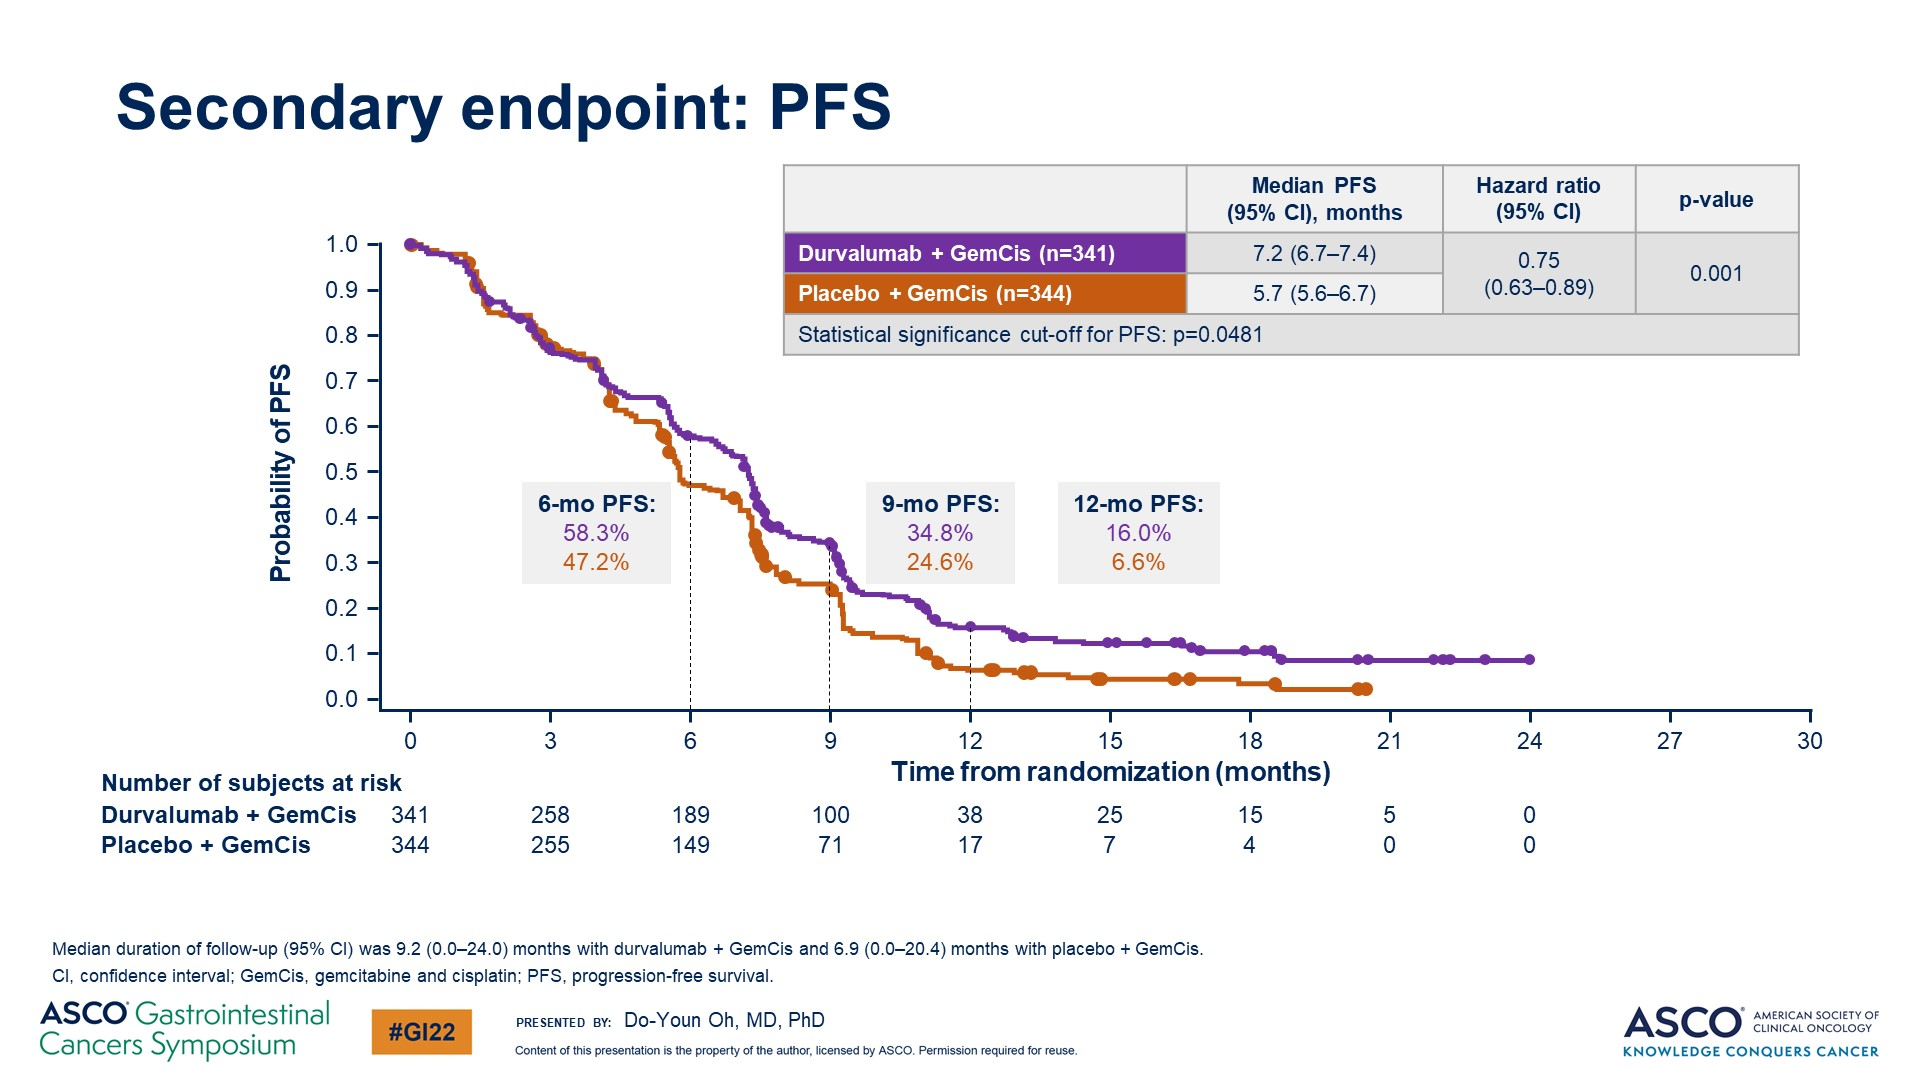 Secondary endpoint: PFS
Median PFS
(95% CI), months
Hazard ratio
(95% CI)
p-value
Durvalumab + GemCis (n=341)
7.2 (6.7–7.4)
0.75
(0.63–0.89)
0.001
Placebo + GemCis (n=344)
5.7 (5.6–6.7)
Statistical significance cut-off for PFS: p=0.0481
Probability of PFS
1.0
0.9
0.8
0.7
0.6
0.5
0.4
0.3
0.2
0.1
0.0
6-mo PFS:
58.3%
47.2%
9-mo PFS:
34.8%
24.6%
12-mo PFS:
16.0%
6.6%
0 3 6 9 12 15 18 21 24 27 30
Time from randomization (months)
Number of subjects at risk
Durvalumab + GemCis 341 258 189 100 38 25 15 5 0
Placebo + GemCis 344 255 149 71 17 7 4 0 0
Median duration of follow-up (95% CI) was 9.2 (0.0–24.0) months with durvalumab + GemCis and 6.9 (0.0–20.4) months with placebo + GemCis.
CI, confidence interval; GemCis, gemcitabine and cisplatin; PFS, progression-free survival.
ASCO Gastrointestinal
Cancers Symposium
#GI22
PRESENTED BY: Do-Youn Oh, MD, PhD
Content of this presentation is the property of the author, licensed by ASCO. Permission required for reuse.
ASCO AMERICAN SOCIETY OF
CLINICAL ONCOLOGY
KNOWLEDGE CONQUERS CANCER